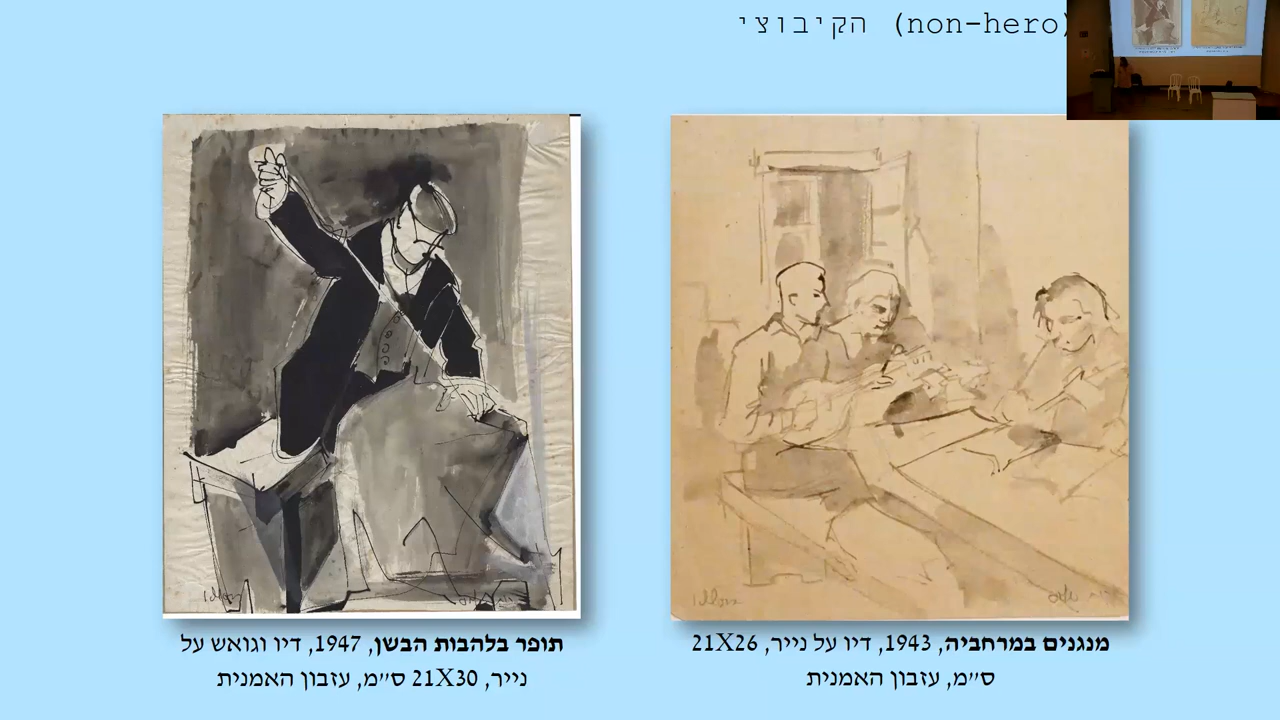 הקיבוצי (non-hero)
מנגנים במרחביה, 1943, דיו על נייר, 21X26
ס״מ, עזבון האמנית
תופר בלהבות הבשן, 1947, דיו וגואש על
נייר, 21X30 ס״מ, עזבון האמנית